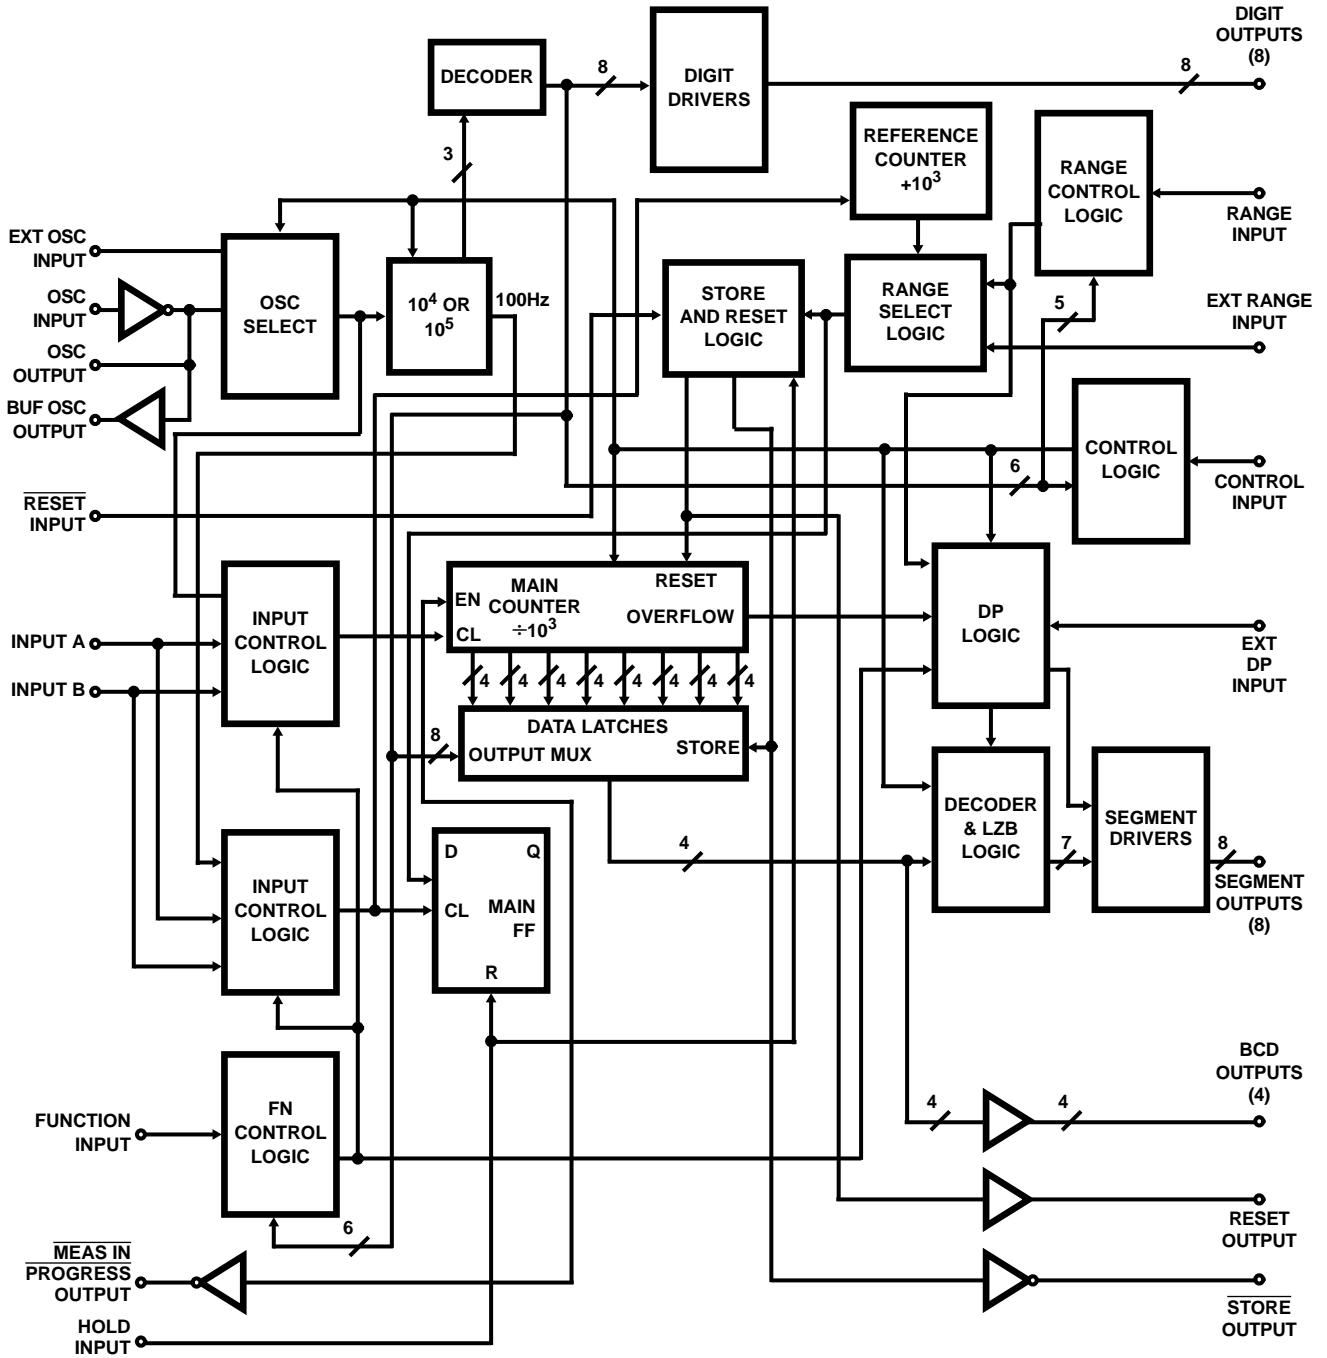 DIGIT
OUTPUTS
(8)
DECODER
8
DIGIT
DRIVERS
8
3
REFERENCE
COUNTER
+10³
RANGE
CONTROL
LOGIC
RANGE
INPUT
EXT OSC
INPUT
OSC
INPUT
OSC
OUTPUT
BUF OSC
OUTPUT
OSC
SELECT
10⁴ OR
10⁵
100Hz
STORE
AND RESET
LOGIC
RANGE
SELECT
LOGIC
5
EXT RANGE
INPUT
CONTROL
LOGIC
6
CONTROL
INPUT
RESET
INPUT
INPUT
CONTROL
LOGIC
EN
MAIN
COUNTER
÷10³
RESET
OVERFLOW
CL
DP
LOGIC
EXT
DP
INPUT
INPUT A
INPUT B
4
4
4
4
4
4
4
4
8
DATA LATCHES
OUTPUT MUX
STORE
INPUT
CONTROL
LOGIC
D
Q
CL
MAIN
FF
R
4
DECODER
& LZB
LOGIC
7
SEGMENT
DRIVERS
8
SEGMENT
OUTPUTS
(8)
FUNCTION
INPUT
FN
CONTROL
LOGIC
6
BCD
OUTPUTS
(4)
4
4
RESET
OUTPUT
MEAS IN
PROGRESS
OUTPUT
STORE
OUTPUT
HOLD
INPUT